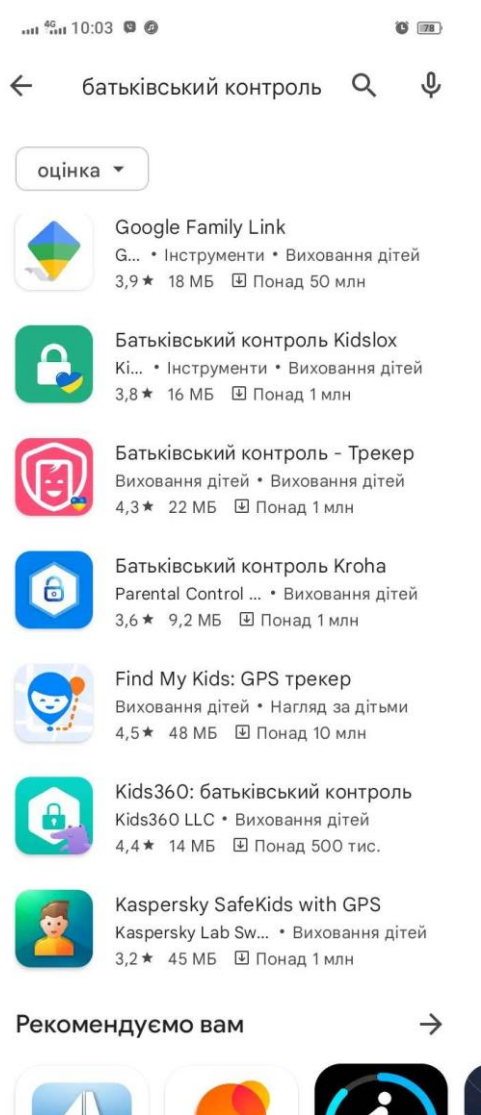 4G 10:03 78
батьківський контроль
оцінка
Google Family Link
G... • Інструменти • Виховання дітей
3,9★ 18 МБ Понад 50 млн
Батьківський контроль Kidslox
Ki... • Інструменти • Виховання дітей
3,8★ 16 МБ Понад 1 млн
Батьківський контроль - Трекер
Виховання дітей • Виховання дітей
4,3★ 22 МБ Понад 1 млн
Батьківський контроль Kroha
Parental Control ... • Виховання дітей
3,6★ 9,2 МБ Понад 1 млн
Find My Kids: GPS трекер
Виховання дітей • Нагляд за дітьми
4,5★ 48 МБ Понад 10 млн
Kids360: батьківський контроль
Kids360 LLC • Виховання дітей
4,4★ 14 МБ Понад 500 тис.
Kaspersky SafeKids with GPS
Kaspersky Lab Sw... • Виховання дітей
3,2★ 45 МБ Понад 1 млн
Рекомендуємо вам